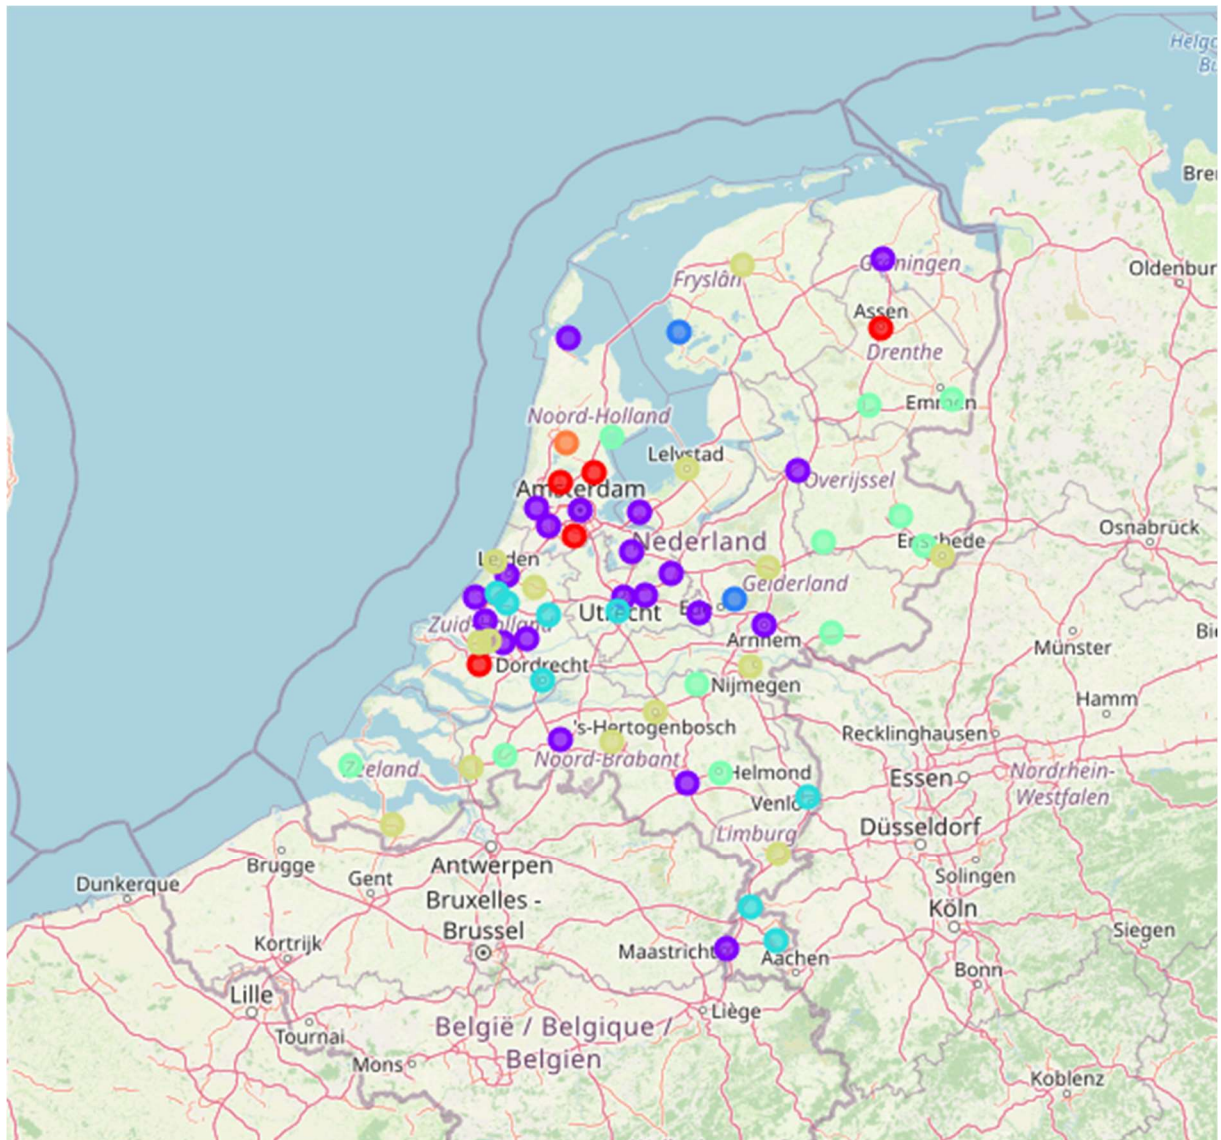 Helgo
Bu
Bre
Fryslân
Groningen
Oldenbur
Assen
Drenthe
Emmen
Noord-Holland
Lelystad
Overijssel
Amsterdam
Osnabrück
Enschede
Nederland
Leiden
Gelderland
Utrecht
Zuid-Holland
Bi
Arnhem
Münster
Dordrecht
Nijmegen
Hamm
's-Hertogenbosch
Recklinghausen
Noord-Brabant
Zeeland
Helmond
Essen
Nordrhein-
Westfalen
Venlo
Limburg
Düsseldorf
Brugge
Antwerpen
Dunkerque
Gent
Solingen
Bruxelles -
Brussel
Köln
Kortrijk
Maastricht
Aachen
Siegen
Bonn
Lille
Liège
Tournai
België / Belgique /
Belgien
Mons
Koblenz